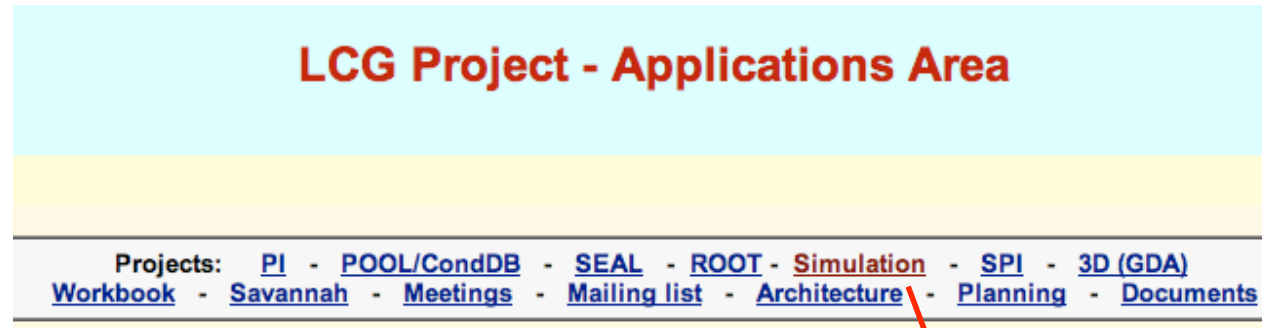 LCG Project - Applications Area
Projects: PI - POOL/CondDB - SEAL - ROOT - Simulation - SPI - 3D (GDA)
Workbook - Savannah - Meetings - Mailing list - Architecture - Planning - Documents